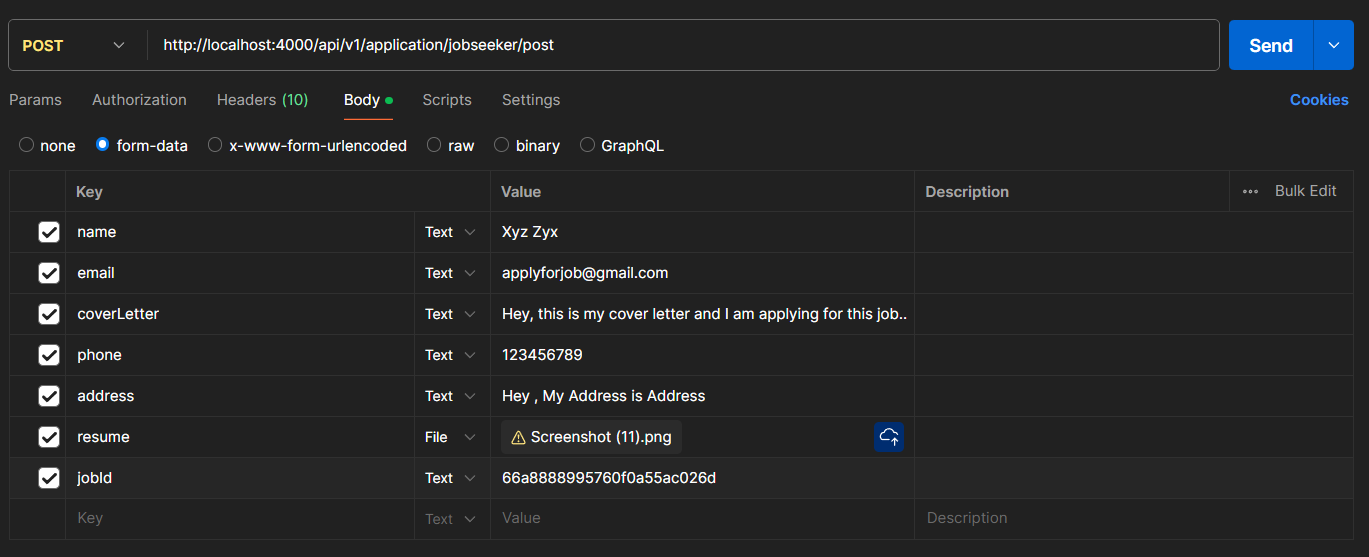 POST http://localhost:4000/api/v1/application/jobseeker/post Send
Params Authorization Headers (10) Body Scripts Settings Cookies
none form-data x-www-form-urlencoded raw binary GraphQL
Key Value Description Bulk Edit
name Text Xyz Zyx
email Text applyforjob@gmail.com
coverLetter Text Hey, this is my cover letter and I am applying for this job..
phone Text 123456789
address Text Hey , My Address is Address
resume File Screenshot (11).png
jobId Text 66a8888995760f0a55ac026d
Key Text Value Description